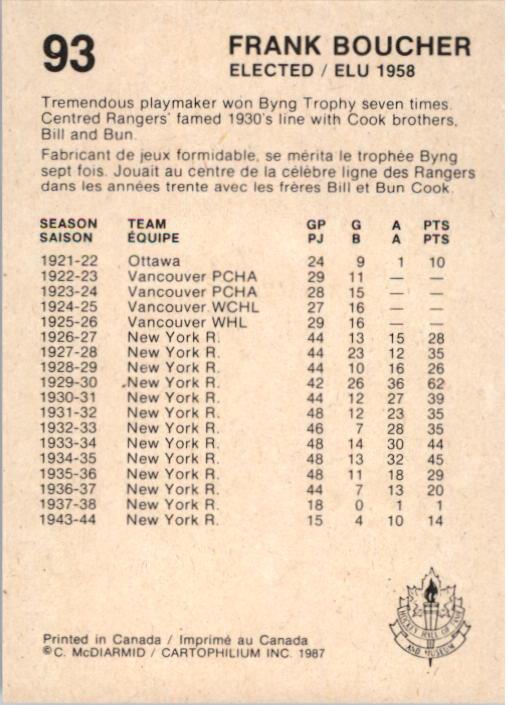 93
FRANK BOUCHER
ELECTED / ELU 1958
Tremendous playmaker won Byng Trophy seven times.
Centred Rangers' famed 1930's line with Cook brothers,
Bill and Bun.
Fabricant de jeux formidable, se mérita le trophée Byng
sept fois. Jouait au centre de la célèbre ligne des Rangers
dans les années trente avec les frères Bill et Bun Cook.
SEASON TEAM GP G A PTS
SAISON ÉQUIPE PJ B A PTS
1921-22 Ottawa 24 9 1 10
1922-23 Vancouver PCHA 29 11 — —
1923-24 Vancouver PCHA 28 15 — —
1924-25 Vancouver WCHL 27 16 — —
1925-26 Vancouver WHL 29 16 — —
1926-27 New York R. 44 13 15 28
1927-28 New York R. 44 23 12 35
1928-29 New York R. 44 10 16 26
1929-30 New York R. 42 26 36 62
1930-31 New York R. 44 12 27 39
1931-32 New York R. 48 12 23 35
1932-33 New York R. 46 7 28 35
1933-34 New York R. 48 14 30 44
1934-35 New York R. 48 13 32 45
1935-36 New York R. 48 11 18 29
1936-37 New York R. 44 7 13 20
1937-38 New York R. 18 0 1 1
1943-44 New York R. 15 4 10 14
HOCKEY HALL OF FAME
AND MUSEUM
Printed in Canada / Imprimé au Canada
©C. McDIARMID / CARTOPHILIUM INC. 1987